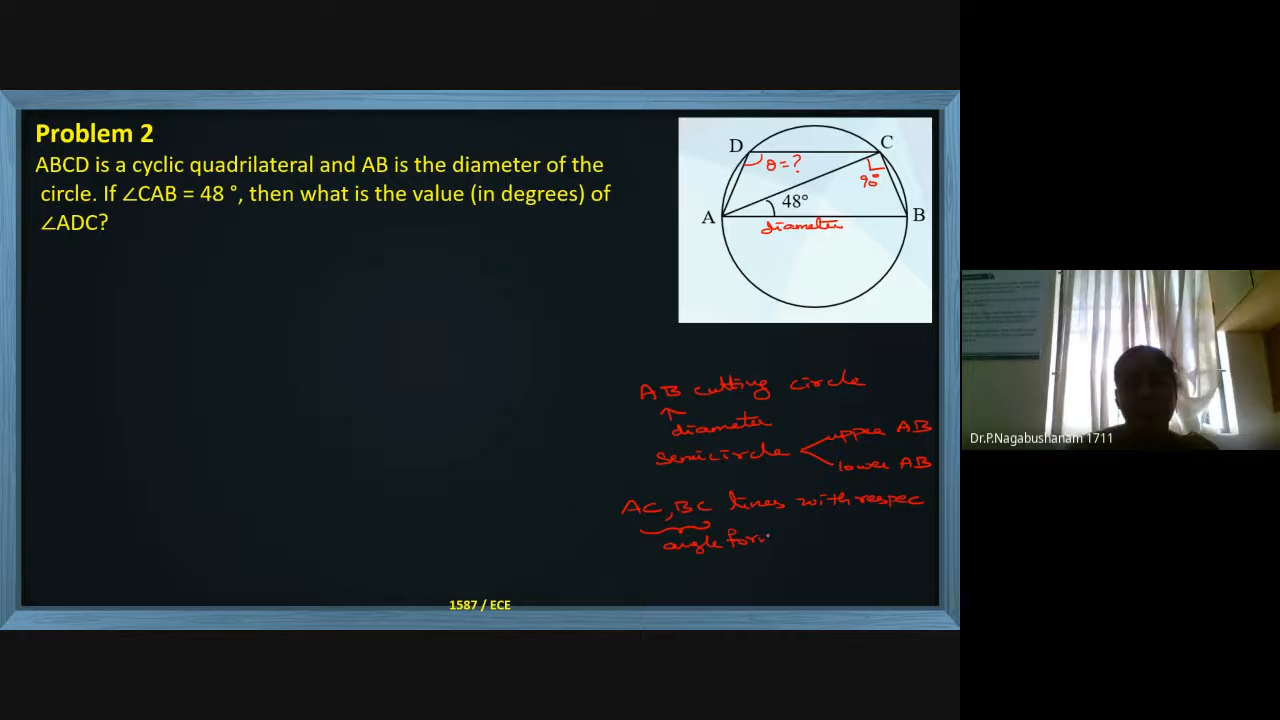 Problem 2
ABCD is a cyclic quadrilateral and AB is the diameter of the
circle. If ∠CAB = 48 °, then what is the value (in degrees) of
∠ADC?
D
C
θ = ?
90°
48°
A
B
diameter
AB cutting circle
↑
diameter
semicircle
upper AB
lower AB
AC, BC lines with respec
angle for
1587 / ECE
Dr.P.Nagabushanam 1711